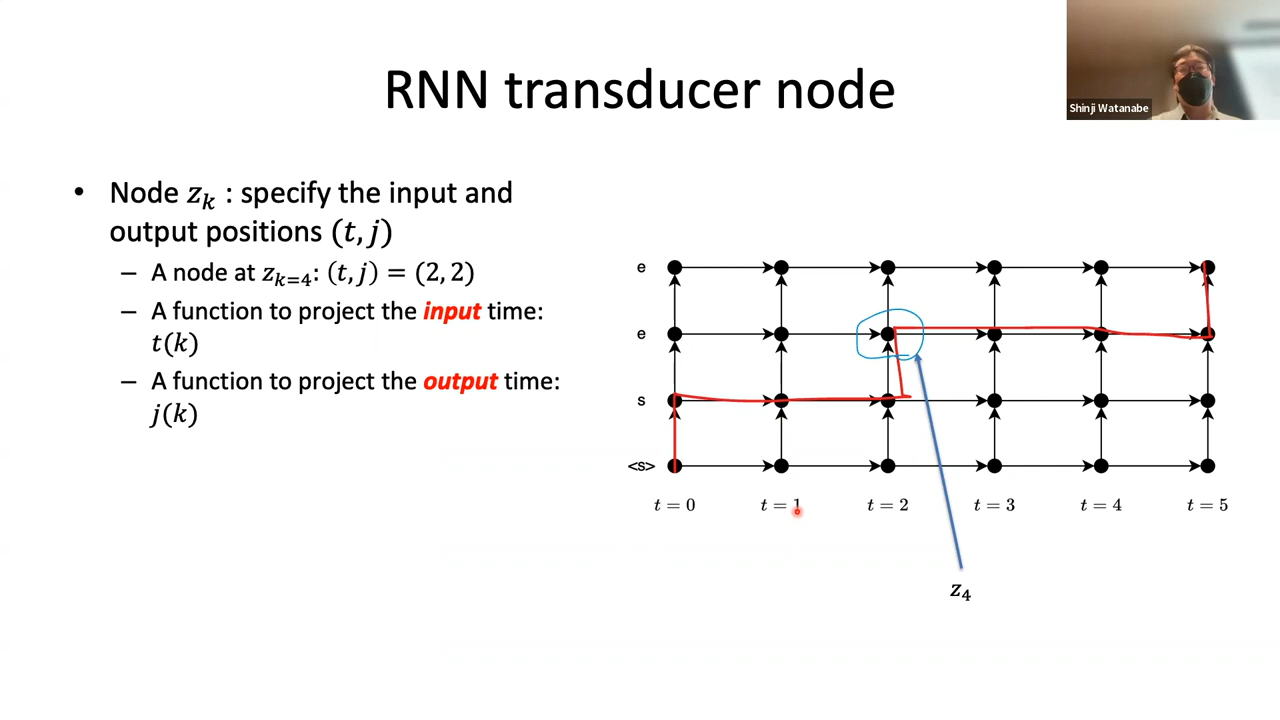 RNN transducer node
Shinji Watanabe
• Node z_k : specify the input and
output positions (t, j)
– A node at z_{k=4}: (t, j) = (2, 2)
– A function to project the input time:
t(k)
– A function to project the output time:
j(k)
e
e
s
<s>
t = 0 t = 1 t = 2 t = 3 t = 4 t = 5
z_4